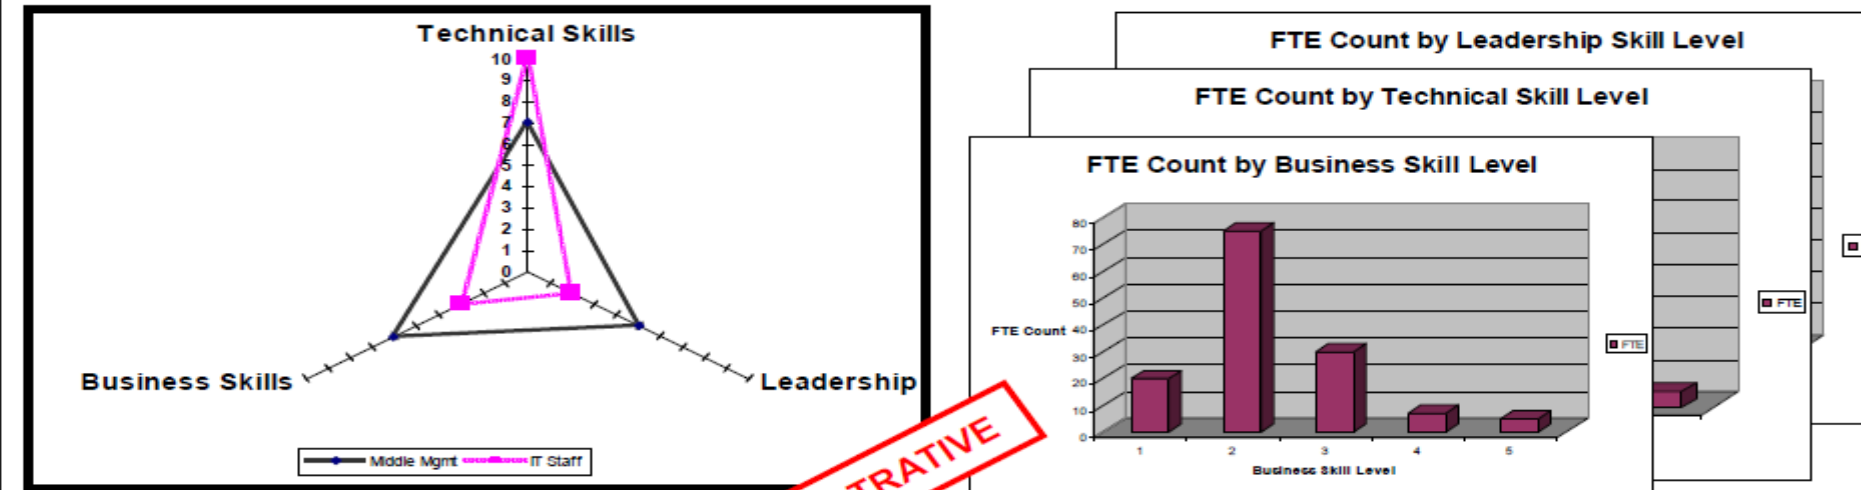 Technical Skills
10
9
8
7
6
5
4
3
2
1
0
Business Skills
Leadership
Middle Mgmt
IT Staff
TRATIVE
FTE Count by Leadership Skill Level
FTE Count by Technical Skill Level
FTE
FTE Count by Business Skill Level
80
70
60
50
40
30
20
10
0
FTE Count
1
2
3
4
5
Business Skill Level
FTE